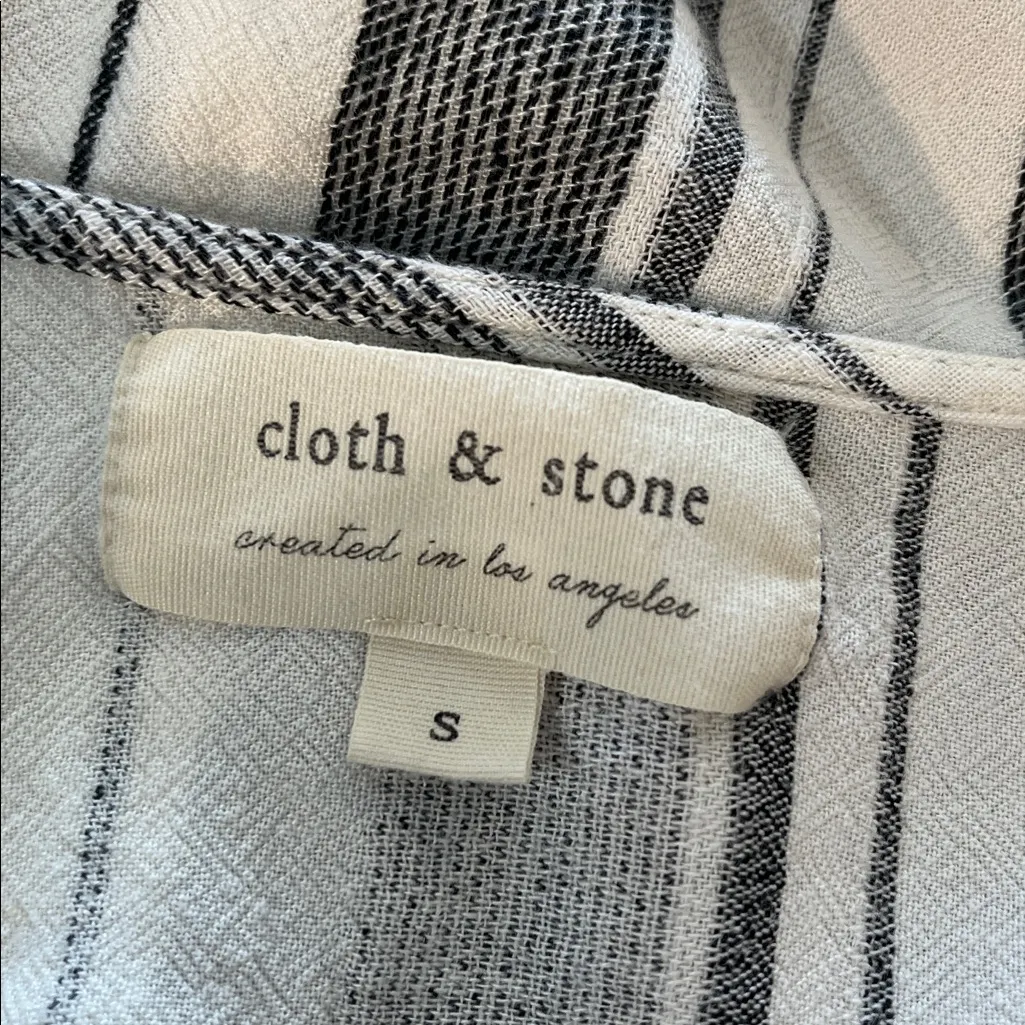 cloth & stone
created in los angeles
S